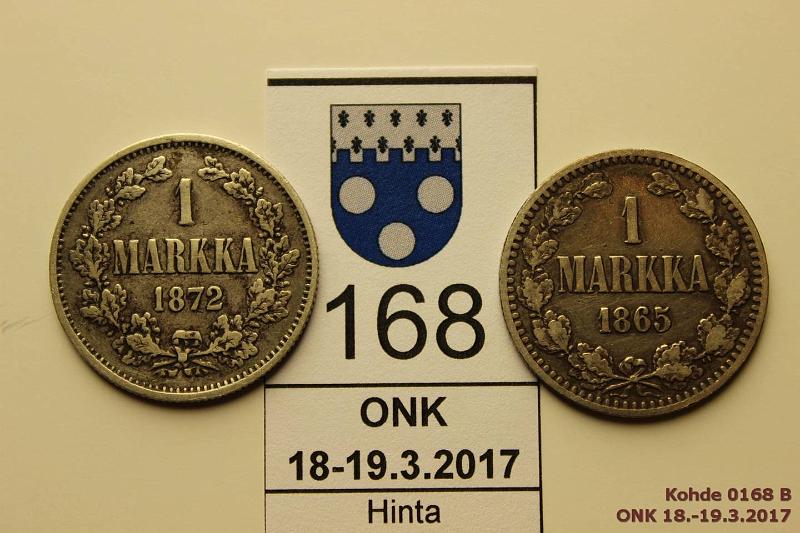 1
MARKKA
1872
168
ONK
18-19.3.2017
Hinta
1
MARKKA
1865
Kohde 0168 B
ONK 18.-19.3.2017